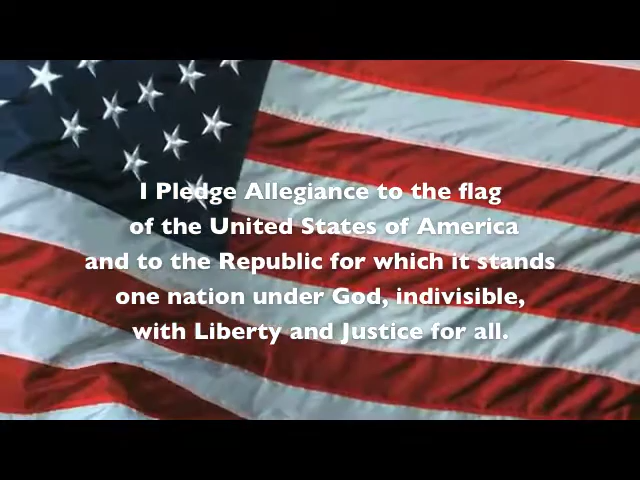 I Pledge Allegiance to the flag
of the United States of America
and to the Republic for which it stands
one nation under God, indivisible,
with Liberty and Justice for all.